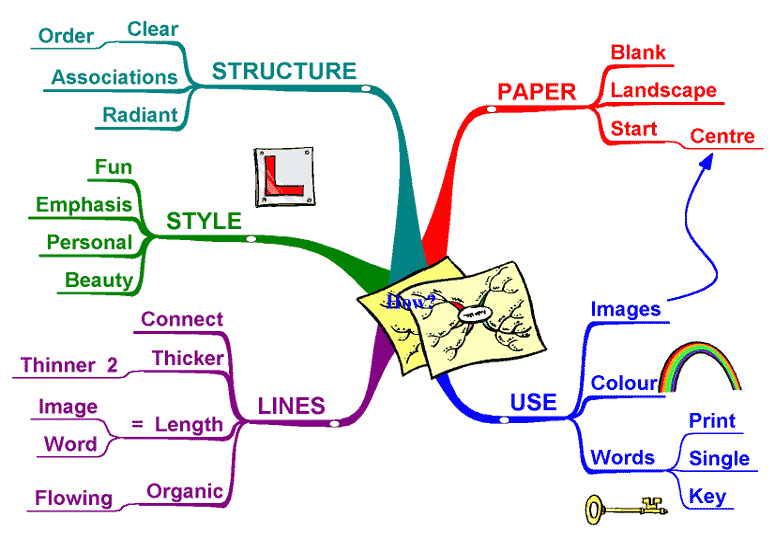 Order
Clear
STRUCTURE
Associations
Radiant
PAPER
Blank
Landscape
Start
Centre
L
Fun
Emphasis
STYLE
Personal
Beauty
How?
Images
Colour
USE
Words
Print
Single
Key
Connect
Thinner 2
Thicker
LINES
Image
Word
= Length
Flowing
Organic